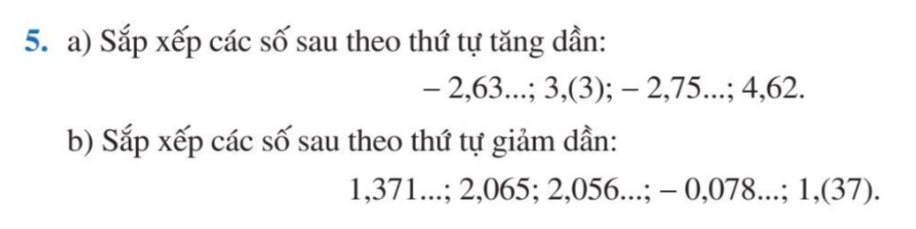 5. a) Sắp xếp các số sau theo thứ tự tăng dần:
– 2,63...; 3,(3); – 2,75...; 4,62.
b) Sắp xếp các số sau theo thứ tự giảm dần:
1,371...; 2,065; 2,056...; – 0,078...; 1,(37).